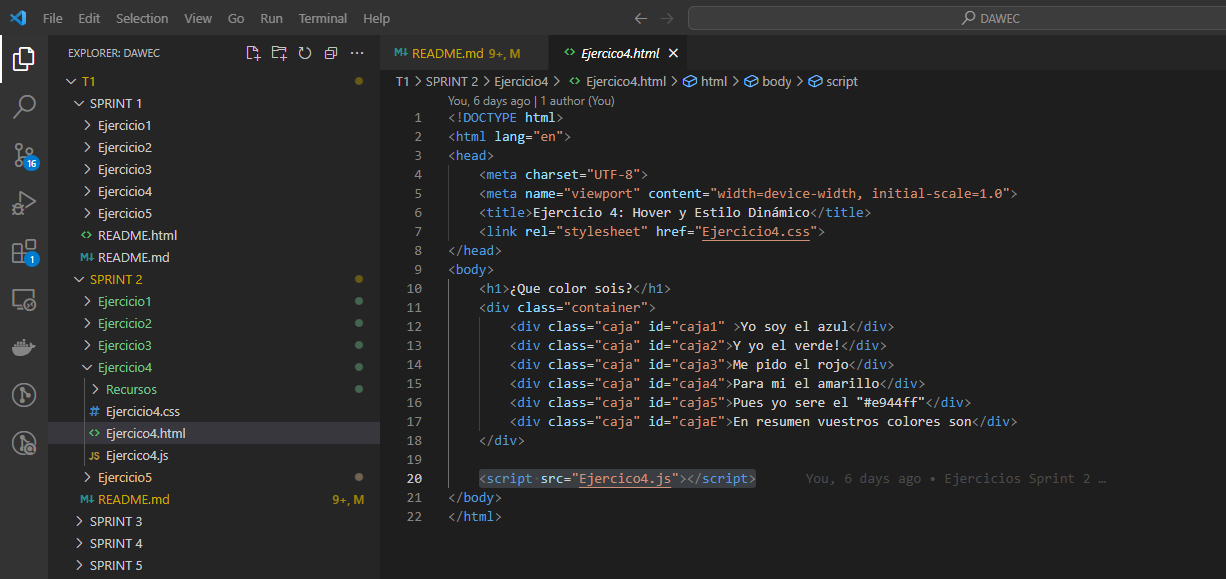 File Edit Selection View Go Run Terminal Help
DAWEC
EXPLORER: DAWEC
README.md 9+, M
Ejercico4.html
T1 > SPRINT 2 > Ejercicio4 > Ejercico4.html > html > body > script
T1
SPRINT 1
Ejercicio1
Ejercicio2
Ejercicio3
Ejercicio4
Ejercicio5
README.html
README.md
SPRINT 2
Ejercicio1
Ejercicio2
Ejercicio3
Ejercicio4
Recursos
Ejercicio4.css
Ejercico4.html
JS Ejercico4.js
Ejercicio5
README.md 9+, M
SPRINT 3
SPRINT 4
SPRINT 5
16
1
You, 6 days ago | 1 author (You)
1 <!DOCTYPE html>
2 <html lang="en">
3 <head>
4 <meta charset="UTF-8">
5 <meta name="viewport" content="width=device-width, initial-scale=1.0">
6 <title>Ejercicio 4: Hover y Estilo Dinámico</title>
7 <link rel="stylesheet" href="Ejercicio4.css">
8 </head>
9 <body>
10 <h1>¿Que color sois?</h1>
11 <div class="container">
12 <div class="caja" id="caja1" >Yo soy el azul</div>
13 <div class="caja" id="caja2">Y yo el verde!</div>
14 <div class="caja" id="caja3">Me pido el rojo</div>
15 <div class="caja" id="caja4">Para mi el amarillo</div>
16 <div class="caja" id="caja5">Pues yo sere el "#e944ff"</div>
17 <div class="caja" id="cajaE">En resumen vuestros colores son</div>
18 </div>
19
20 <script src="Ejercico4.js"></script> You, 6 days ago • Ejercicios Sprint 2 …
21 </body>
22 </html>